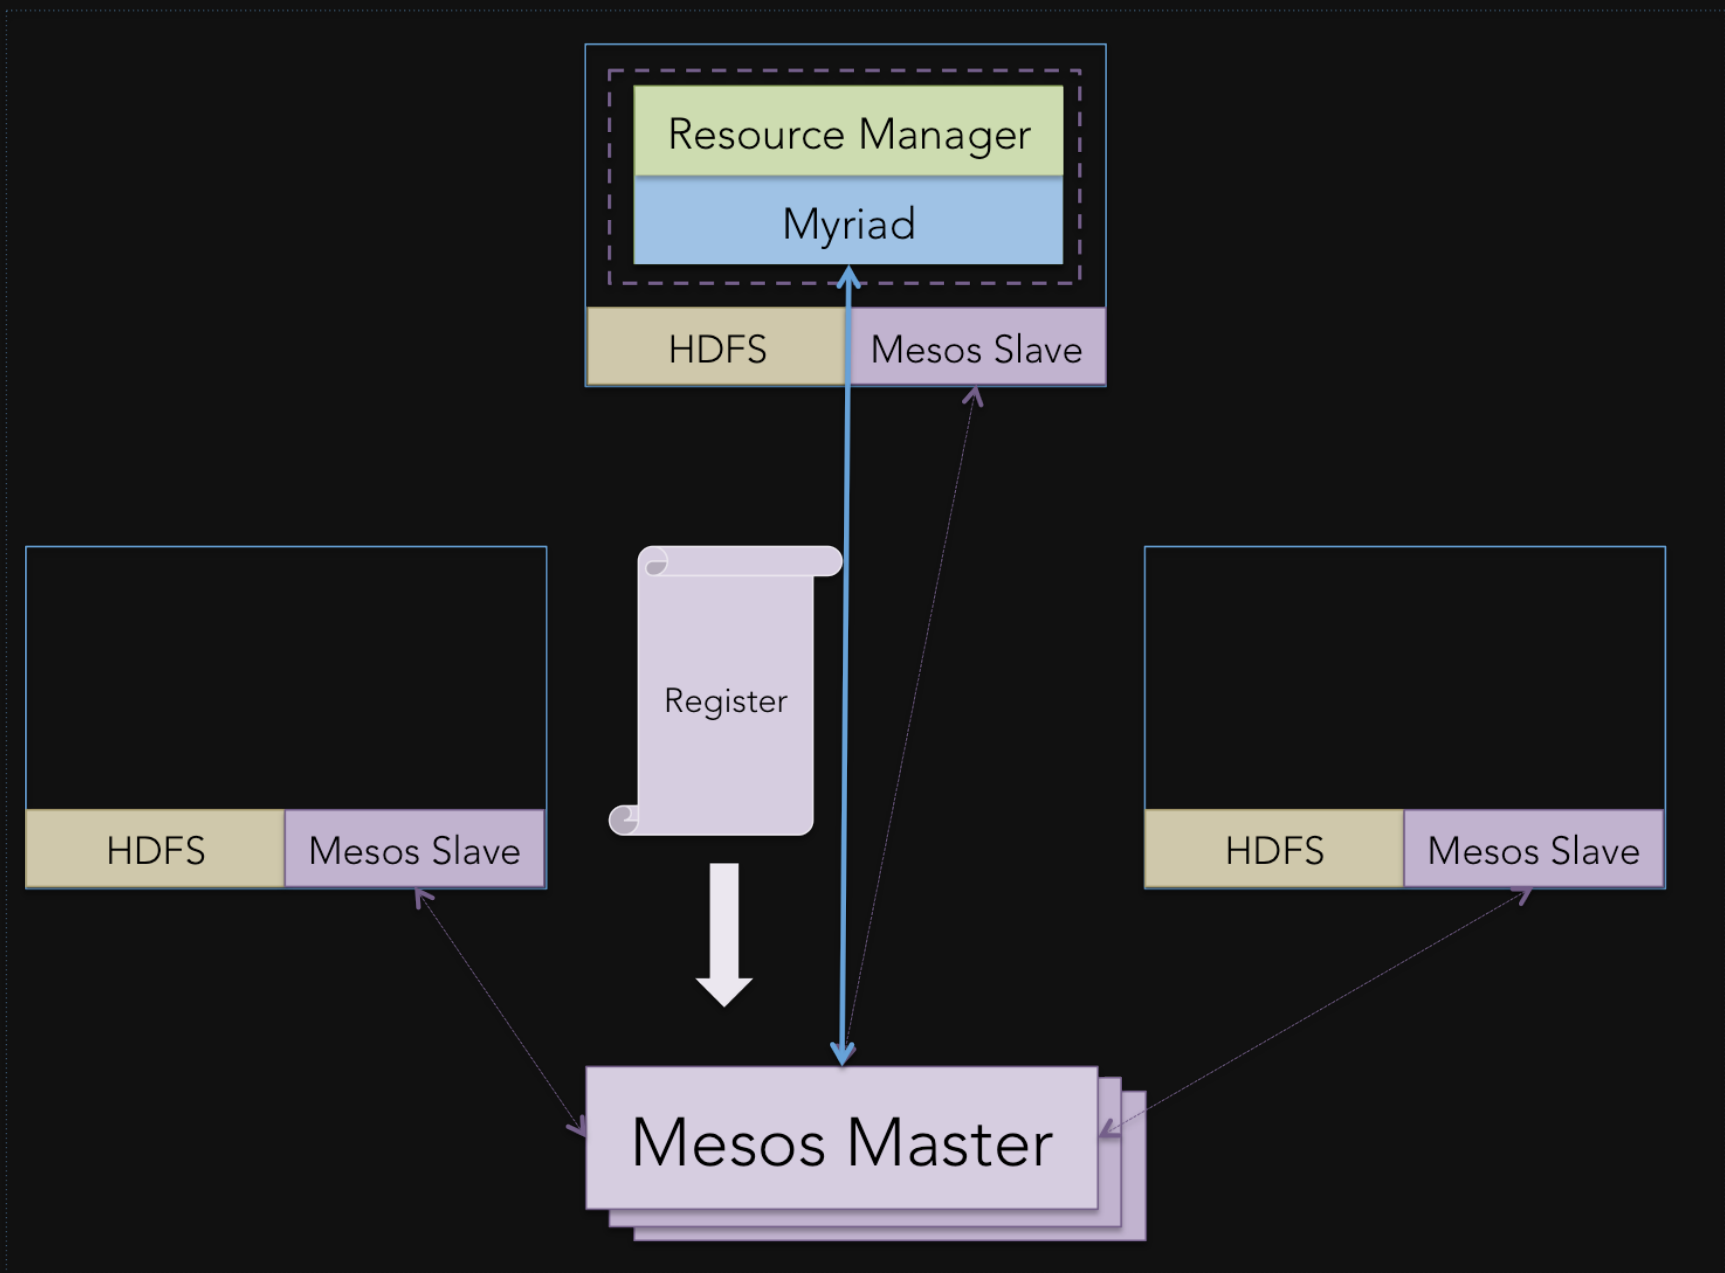 Resource Manager
Myriad
HDFS
Mesos Slave
Register
HDFS
Mesos Slave
HDFS
Mesos Slave
Mesos Master